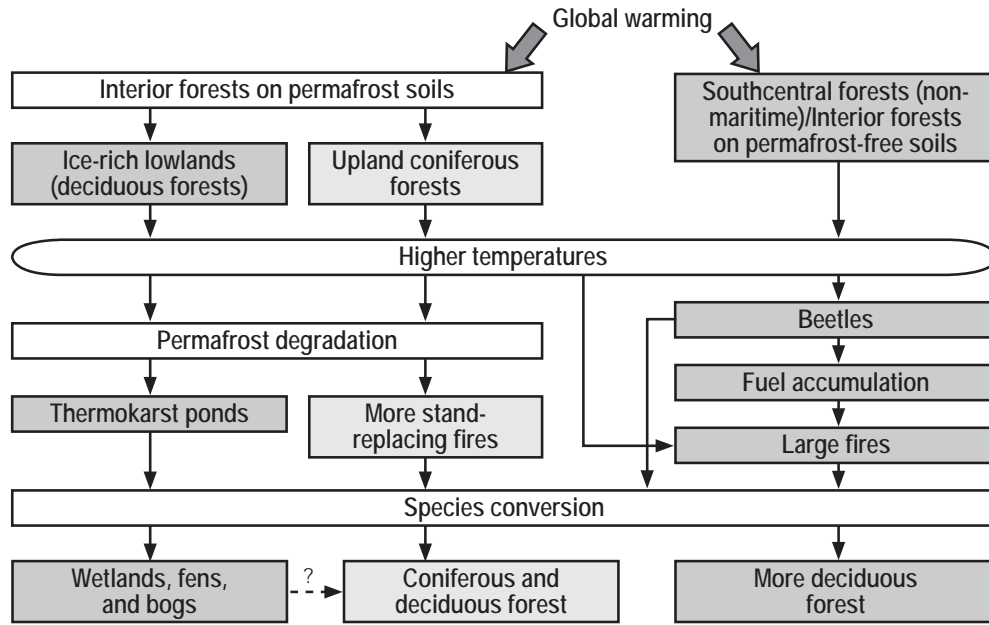 Global warming
Interior forests on permafrost soils
Southcentral forests (non-
maritime)/Interior forests
on permafrost-free soils
Ice-rich lowlands
(deciduous forests)
Upland coniferous
forests
Higher temperatures
Beetles
Permafrost degradation
Fuel accumulation
Thermokarst ponds
More stand-
replacing fires
Large fires
Species conversion
Wetlands, fens,
and bogs
?
Coniferous and
deciduous forest
More deciduous
forest